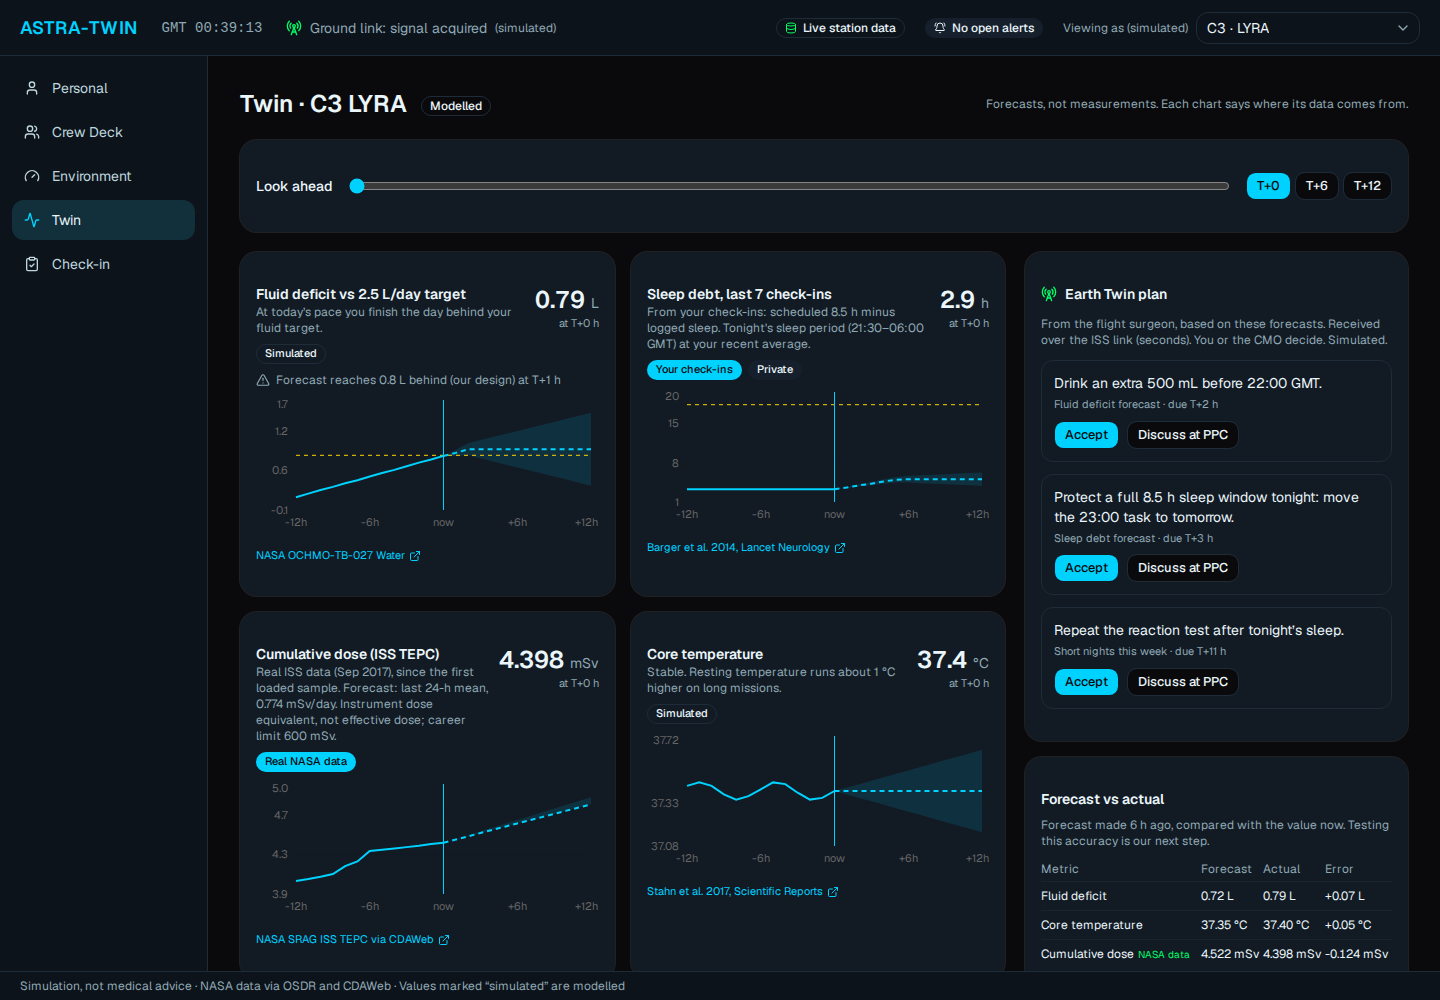 ASTRA-TWIN
GMT 00:39:13
Ground link: signal acquired (simulated)
Live station data
No open alerts
Viewing as (simulated)
C3 · LYRA
Personal
Crew Deck
Environment
Twin
Check-in
Twin · C3 LYRA
Modelled
Forecasts, not measurements. Each chart says where its data comes from.
Look ahead
T+0
T+6
T+12
Fluid deficit vs 2.5 L/day target
At today's pace you finish the day behind your
fluid target.
0.79 L
at T+0 h
Simulated
Forecast reaches 0.8 L behind (our design) at T+1 h
1.7
1.2
0.6
-0.1
-12h
-6h
now
+6h
+12h
NASA OCHMO-TB-027 Water
Sleep debt, last 7 check-ins
From your check-ins: scheduled 8.5 h minus
logged sleep. Tonight's sleep period (21:30–06:00
GMT) at your recent average.
2.9 h
at T+0 h
Your check-ins
Private
20
15
8
1
-12h
-6h
now
+6h
+12h
Barger et al. 2014, Lancet Neurology
Cumulative dose (ISS TEPC)
Real ISS data (Sep 2017), since the first
loaded sample. Forecast: last 24-h mean,
0.774 mSv/day. Instrument dose
equivalent, not effective dose; career
limit 600 mSv.
4.398 mSv
at T+0 h
Real NASA data
5.0
4.7
4.3
3.9
-12h
-6h
now
+6h
+12h
NASA SRAG ISS TEPC via CDAWeb
Core temperature
Stable. Resting temperature runs about 1 °C
higher on long missions.
37.4 °C
at T+0 h
Simulated
37.72
37.33
37.08
-12h
-6h
now
+6h
+12h
Stahn et al. 2017, Scientific Reports
Earth Twin plan
From the flight surgeon, based on these forecasts. Received
over the ISS link (seconds). You or the CMO decide. Simulated.
Drink an extra 500 mL before 22:00 GMT.
Fluid deficit forecast · due T+2 h
Accept
Discuss at PPC
Protect a full 8.5 h sleep window tonight: move
the 23:00 task to tomorrow.
Sleep debt forecast · due T+3 h
Accept
Discuss at PPC
Repeat the reaction test after tonight's sleep.
Short nights this week · due T+11 h
Accept
Discuss at PPC
Forecast vs actual
Forecast made 6 h ago, compared with the value now. Testing
this accuracy is our next step.
Metric Forecast Actual Error
Fluid deficit 0.72 L 0.79 L +0.07 L
Core temperature 37.35 °C 37.40 °C +0.05 °C
Cumulative dose NASA data 4.522 mSv 4.398 mSv -0.124 mSv
Simulation, not medical advice · NASA data via OSDR and CDAWeb · Values marked “simulated” are modelled